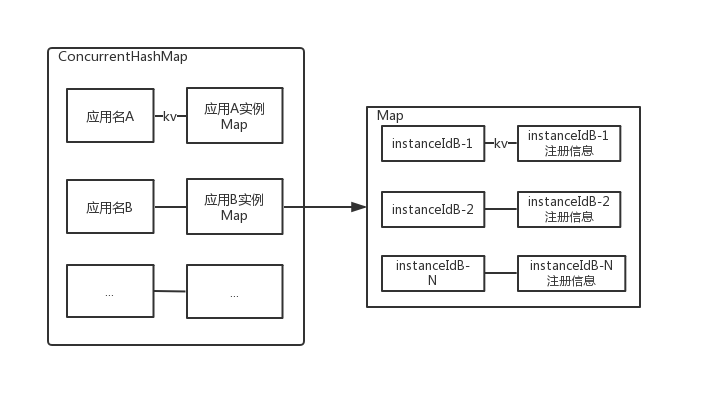 ConcurrentHashMap
应用名A
kv
应用A实例
Map
应用名B
应用B实例
Map
...
...
Map
instanceIdB-1
kv
instanceIdB-1
注册信息
instanceIdB-2
instanceIdB-2
注册信息
instanceIdB-
N
instanceIdB-N
注册信息